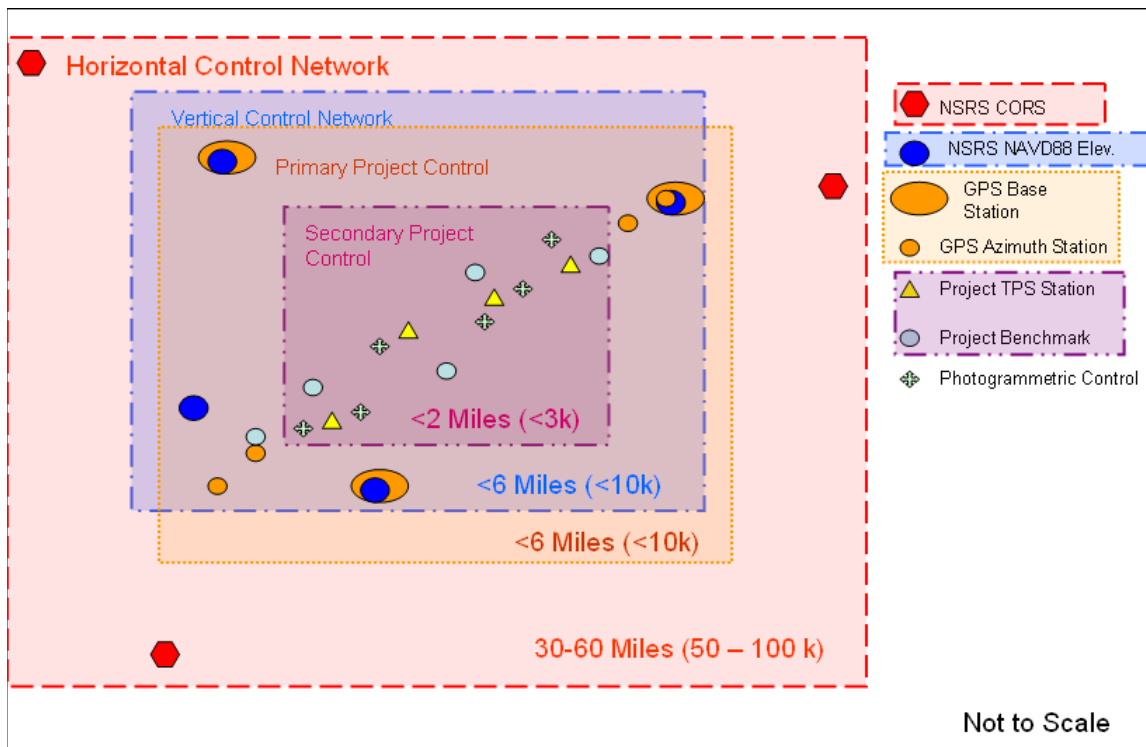 Horizontal Control Network
Vertical Control Network
Primary Project Control
Secondary Project
Control
<2 Miles (<3k)
<6 Miles (<10k)
<6 Miles (<10k)
30-60 Miles (50 – 100 k)
NSRS CORS
NSRS NAVD88 Elev.
GPS Base
Station
GPS Azimuth Station
Project TPS Station
Project Benchmark
Photogrammetric Control
Not to Scale